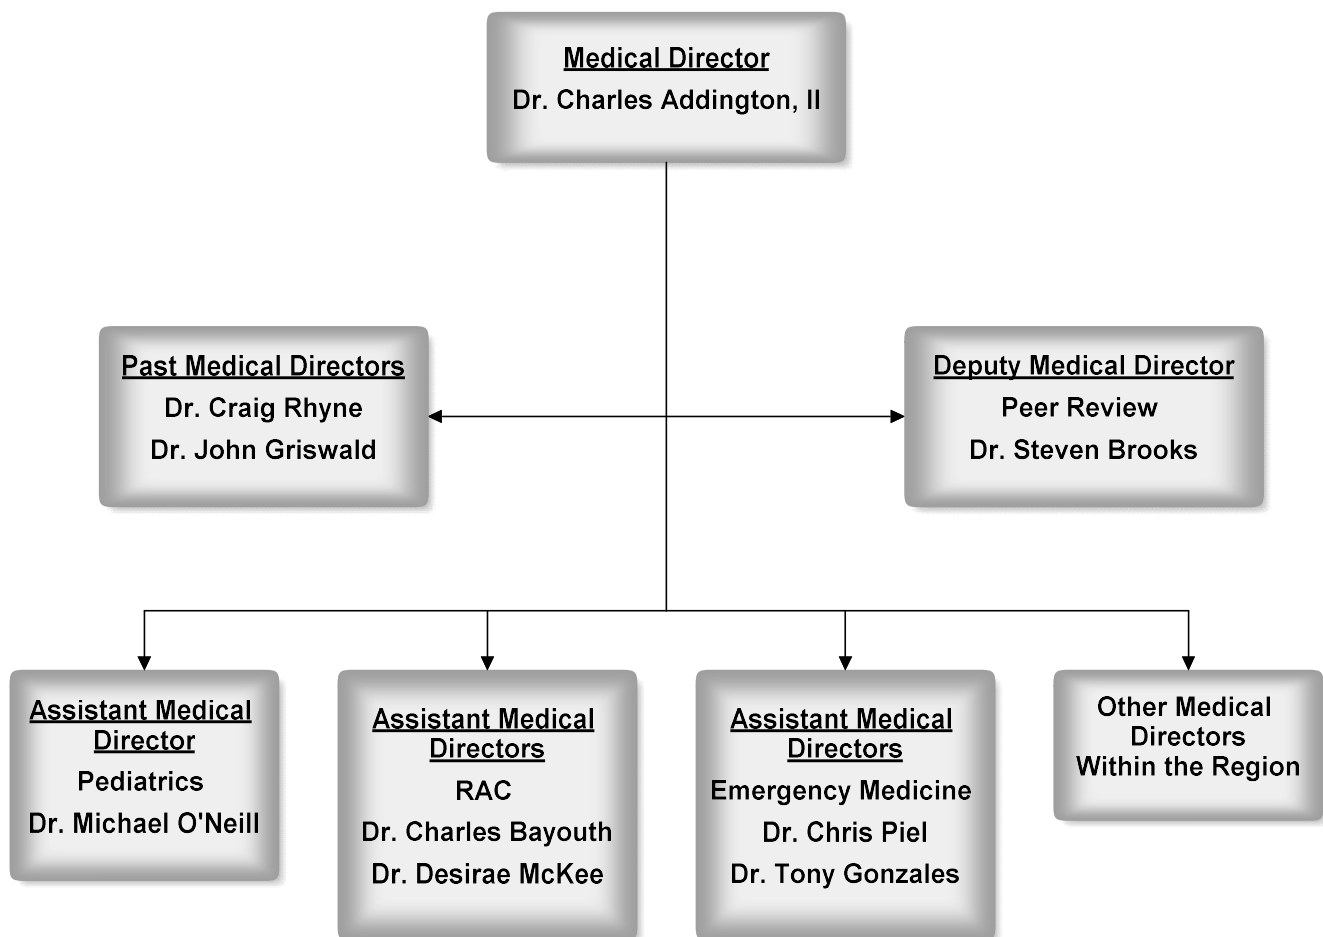 Medical Director
Dr. Charles Addington, II
Past Medical Directors
Dr. Craig Rhyne
Dr. John Griswald
Deputy Medical Director
Peer Review
Dr. Steven Brooks
Assistant Medical
Director
Pediatrics
Dr. Michael O'Neill
Assistant Medical
Directors
RAC
Dr. Charles Bayouth
Dr. Desirae McKee
Assistant Medical
Directors
Emergency Medicine
Dr. Chris Piel
Dr. Tony Gonzales
Other Medical
Directors
Within the Region